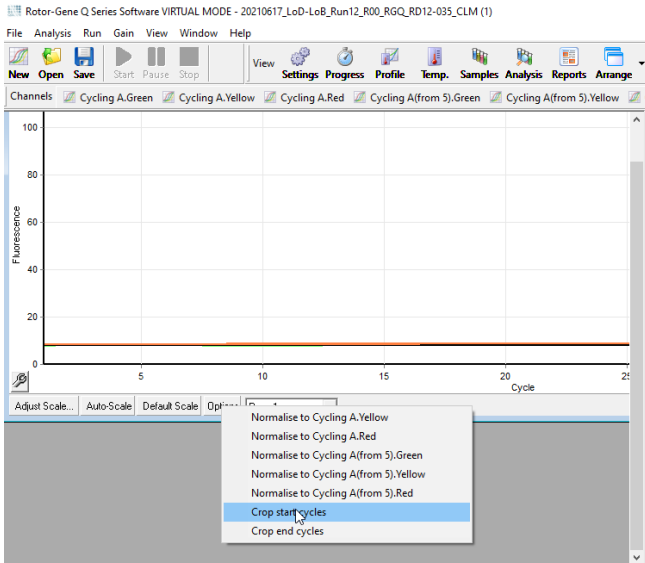 Rotor-Gene Q Series Software VIRTUAL MODE - 20210617_LoD-LoB_Run12_R00_RGQ_RD12-035_CLM (1)
File Analysis Run Gain View Window Help
New Open Save Start Pause Stop View Settings Progress Profile Temp. Samples Analysis Reports Arrange
Channels Cycling A.Green Cycling A.Yellow Cycling A.Red Cycling A(from 5).Green Cycling A(from 5).Yellow
100
80
Fluorescence
60
40
20
0
5 10 15 20 25
Cycle
Adjust Scale... Auto-Scale Default Scale Options
Normalise to Cycling A.Yellow
Normalise to Cycling A.Red
Normalise to Cycling A(from 5).Green
Normalise to Cycling A(from 5).Yellow
Normalise to Cycling A(from 5).Red
Crop start cycles
Crop end cycles